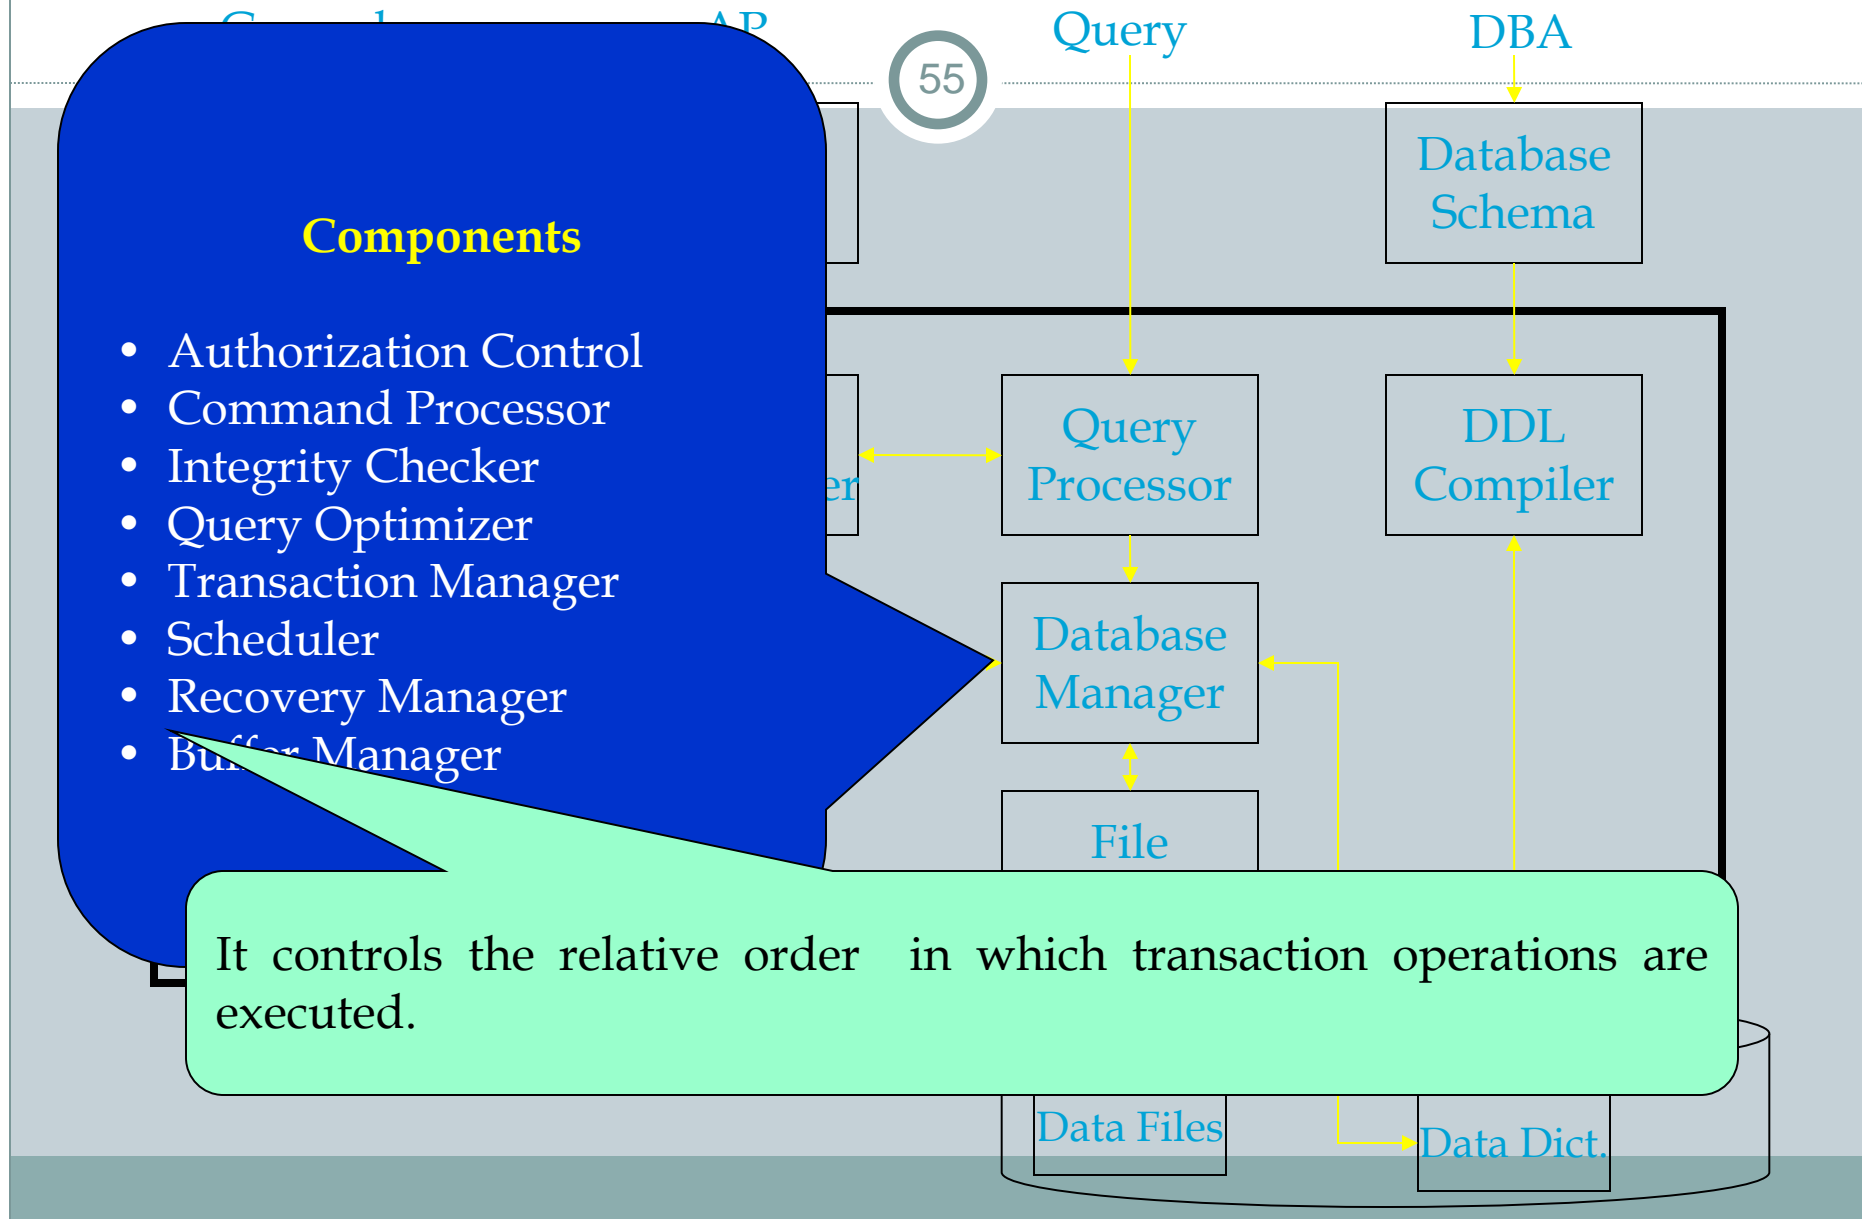 Query
DBA
55
Database
Schema
Components
• Authorization Control
• Command Processor
• Integrity Checker
• Query Optimizer
• Transaction Manager
• Scheduler
• Recovery Manager
• Buffer Manager
er
Query
Processor
DDL
Compiler
Database
Manager
File
It controls the relative order in which transaction operations are
executed.
Data Files
Data Dict.